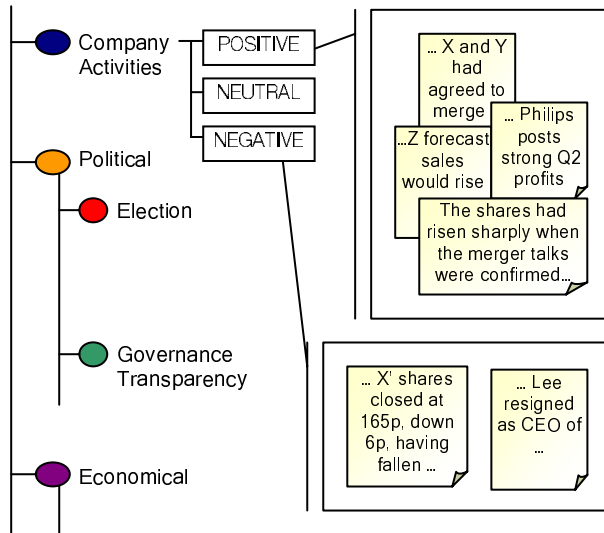 Company
Activities
POSITIVE
NEUTRAL
NEGATIVE
Political
Election
Governance
Transparency
Economical
... X and Y
had
agreed to
merge
...Z forecast
sales
would rise
... Philips
posts
strong Q2
profits
The shares had
risen sharply when
the merger talks
were confirmed...
... X' shares
closed at
165p, down
6p, having
fallen ...
... Lee
resigned
as CEO of
...